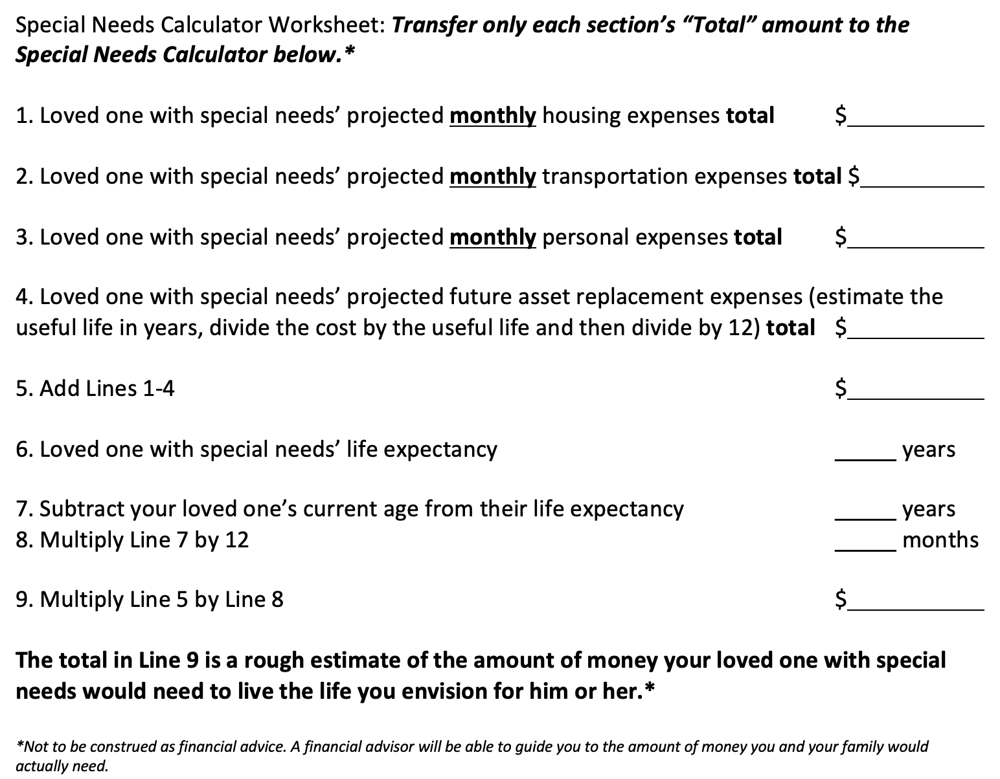 Special Needs Calculator Worksheet: Transfer only each section’s “Total” amount to the
Special Needs Calculator below.*
1. Loved one with special needs’ projected monthly housing expenses total $__________
2. Loved one with special needs’ projected monthly transportation expenses total $_________
3. Loved one with special needs’ projected monthly personal expenses total $__________
4. Loved one with special needs’ projected future asset replacement expenses (estimate the
useful life in years, divide the cost by the useful life and then divide by 12) total $__________
5. Add Lines 1-4 $__________
6. Loved one with special needs’ life expectancy _____ years
7. Subtract your loved one’s current age from their life expectancy _____ years
8. Multiply Line 7 by 12 _____ months
9. Multiply Line 5 by Line 8 $__________
The total in Line 9 is a rough estimate of the amount of money your loved one with special
needs would need to live the life you envision for him or her.*
*Not to be construed as financial advice. A financial advisor will be able to guide you to the amount of money you and your family would
actually need.